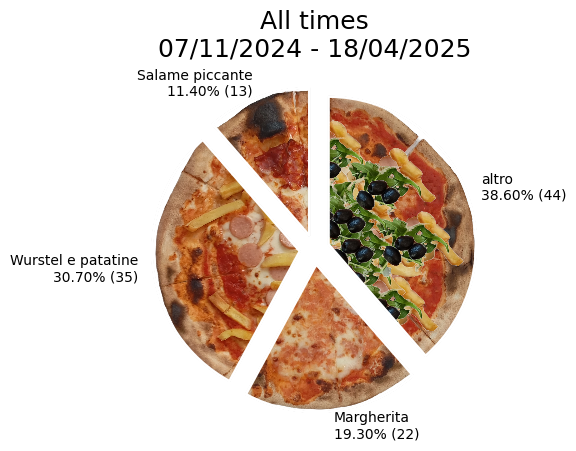 All times
07/11/2024 - 18/04/2025
Salame piccante
11.40% (13)
altro
38.60% (44)
Wurstel e patatine
30.70% (35)
Margherita
19.30% (22)